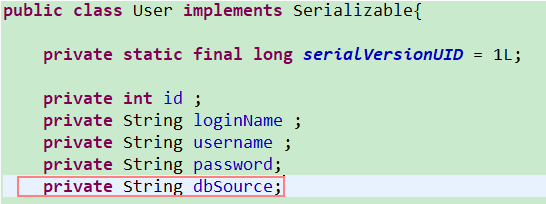 public class User implements Serializable{
private static final long serialVersionUID = 1L;
private int id ;
private String loginName ;
private String username ;
private String password;
private String dbSource;